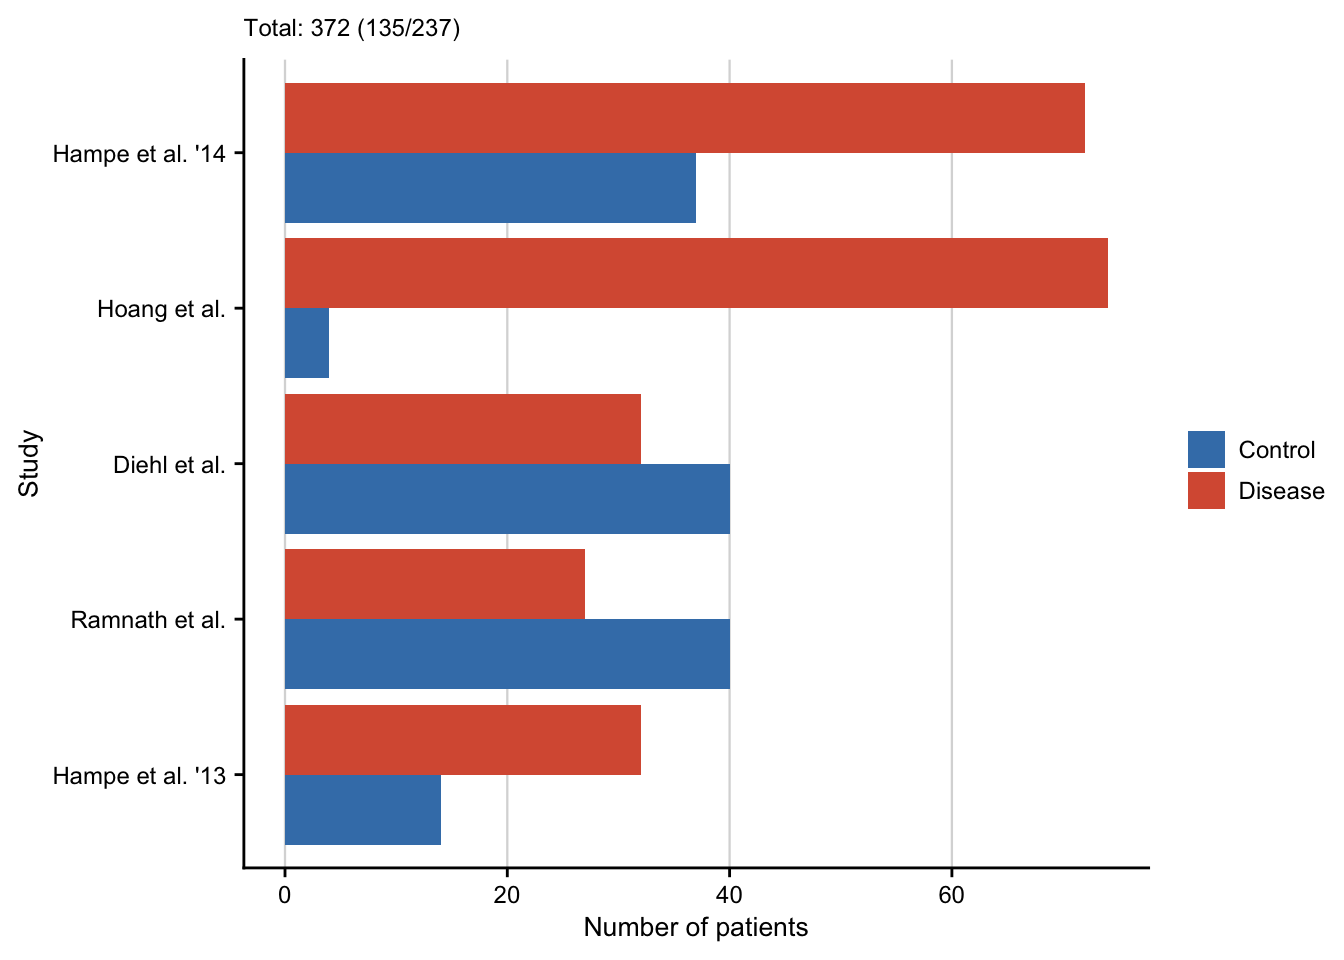 Total: 372 (135/237)
Hampe et al. '14
Hoang et al.
Diehl et al.
Ramnath et al.
Hampe et al. '13
Study
0 20 40 60
Number of patients
Control
Disease